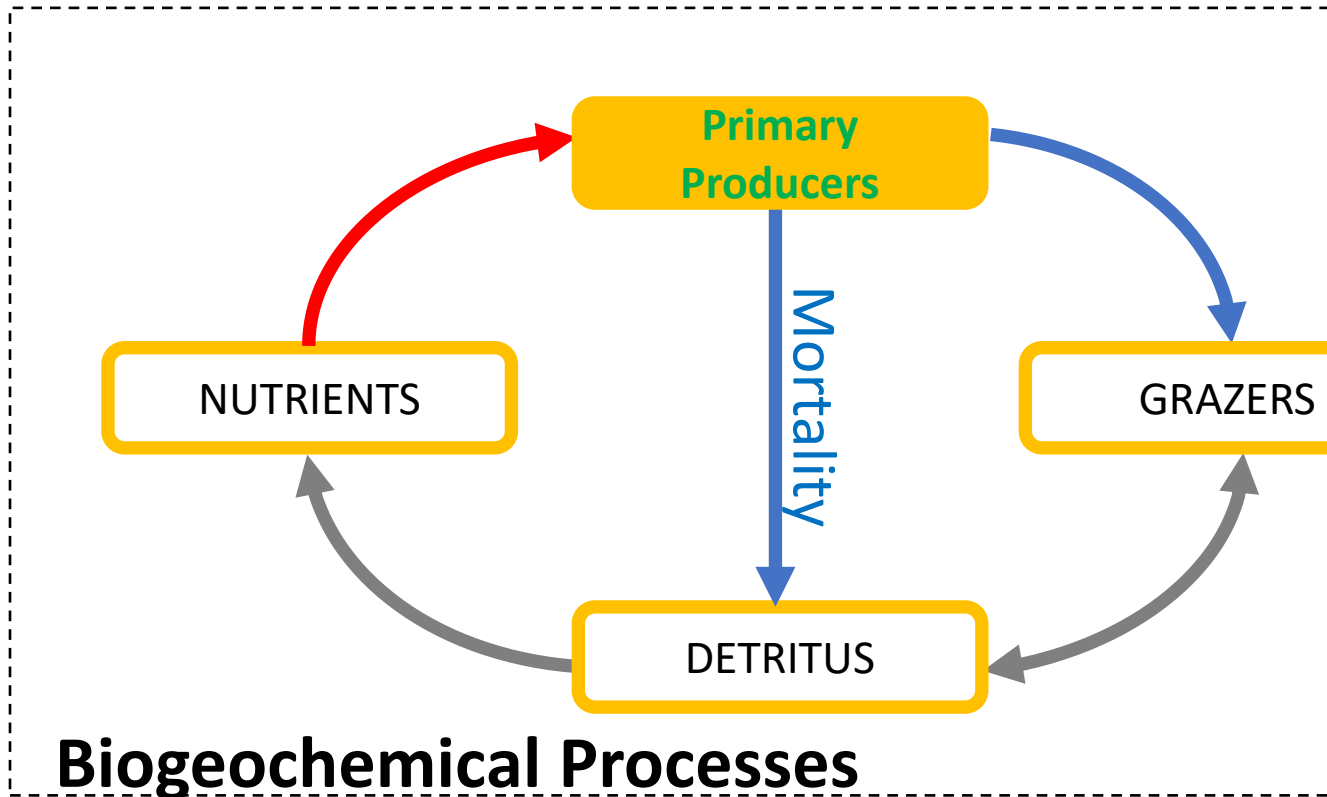 Primary
Producers
Mortality
NUTRIENTS
GRAZERS
DETRITUS
Biogeochemical Processes